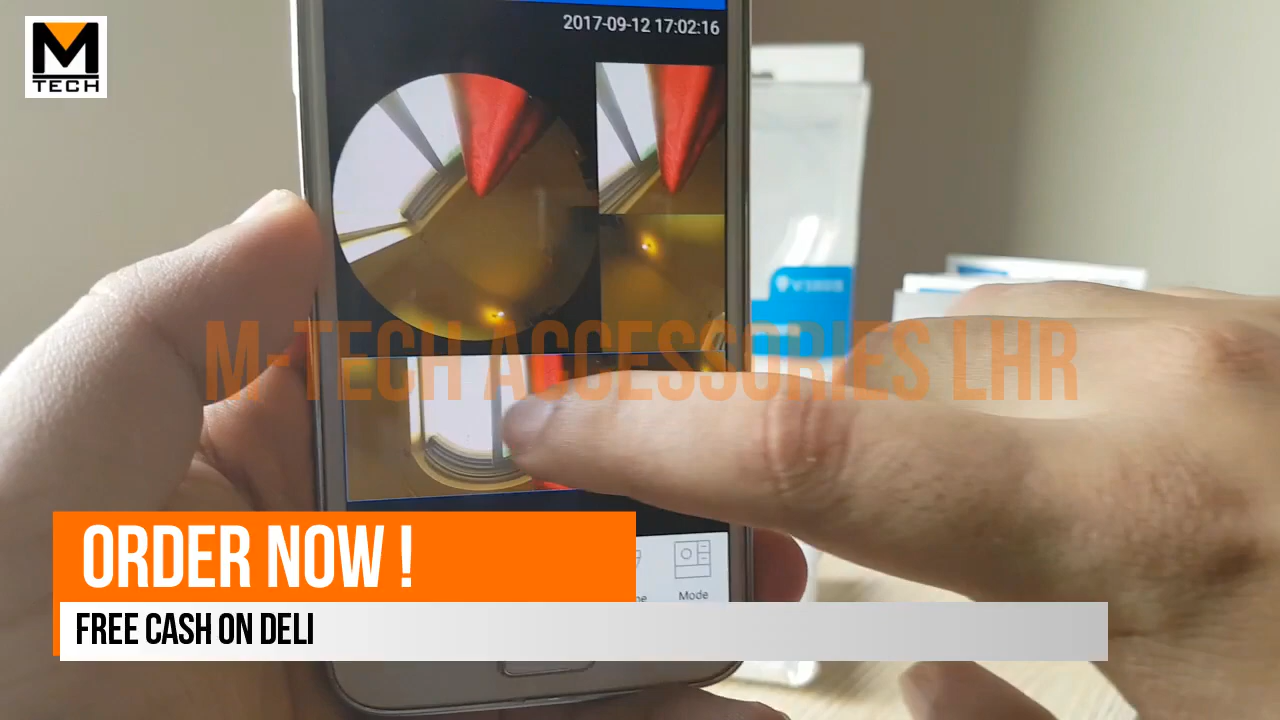 M
TECH
2017-09-12 17:02:16
M-TECH ACCESSORIES LHR
ORDER NOW !
Mode
FREE CASH ON DELI